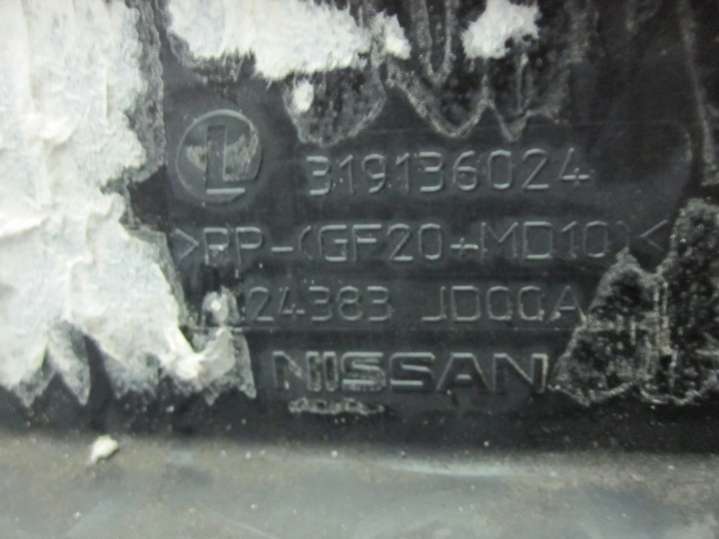 L 319136024
>PP-(GF20+MD10)<
24383 JD00A
NISSAN